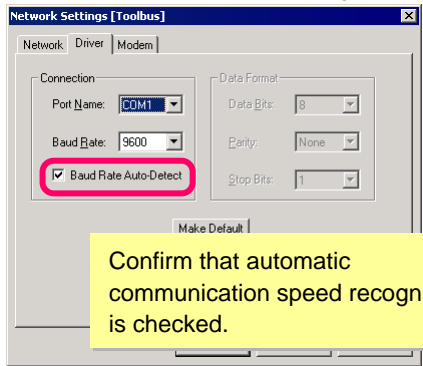 Network Settings [Toolbus]
Network Driver Modem
Connection
Port Name: COM1
Baud Rate: 9600
Baud Rate Auto-Detect
Data Format
Data Bits: 8
Parity: None
Stop Bits: 1
Make Default
Confirm that automatic
communication speed recogn
is checked.